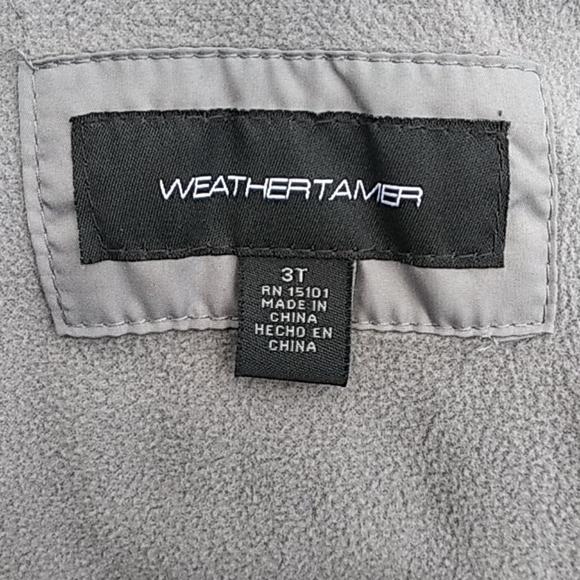 WEATHERTAMER
3T
RN 15101
MADE IN
CHINA
A
HECHO EN
CHINA